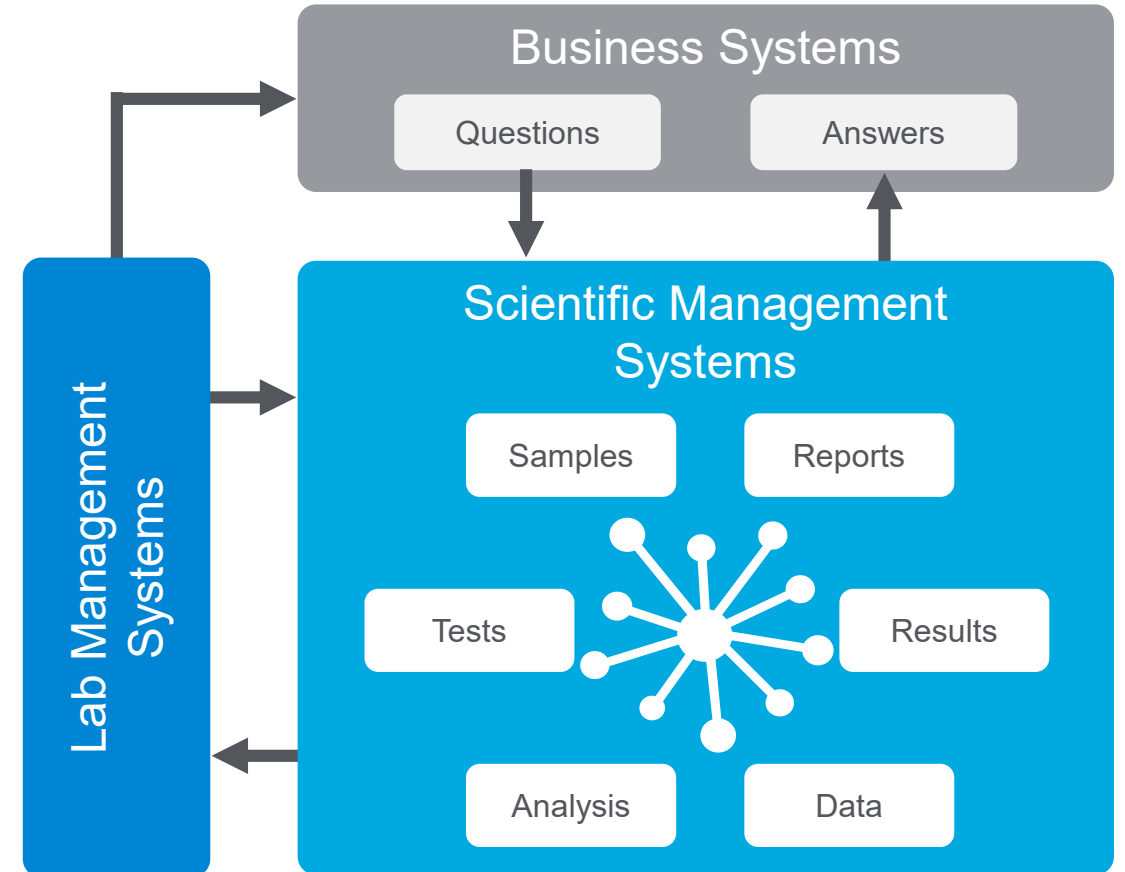 Business Systems
Questions
Answers
Scientific Management
Systems
Samples
Reports
Tests
Results
Analysis
Data
Lab Management
Systems